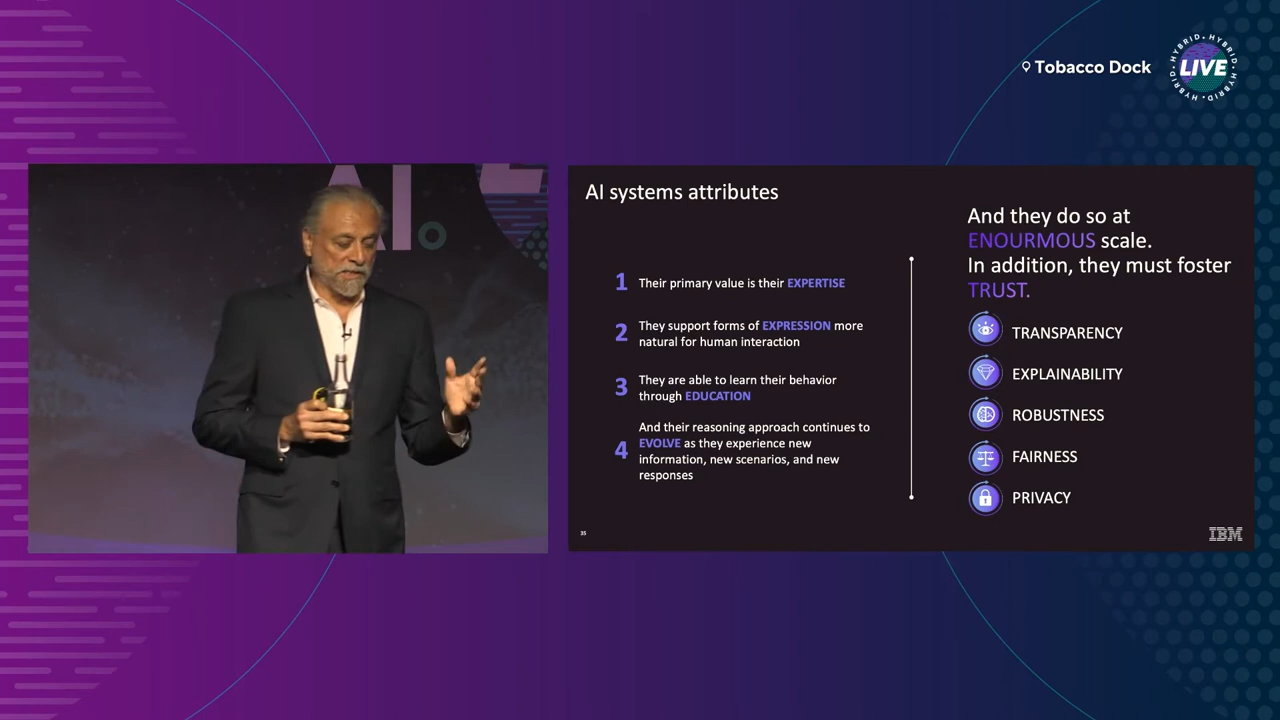 Tobacco Dock
HYBRID • HYBRID • HYBRID • HYBRID
LIVE
AI.
AI systems attributes
1 Their primary value is their EXPERTISE
2 They support forms of EXPRESSION more
natural for human interaction
3 They are able to learn their behavior
through EDUCATION
4 And their reasoning approach continues to
EVOLVE as they experience new
information, new scenarios, and new
responses
And they do so at
ENOURMOUS scale.
In addition, they must foster
TRUST.
TRANSPARENCY
EXPLAINABILITY
ROBUSTNESS
FAIRNESS
PRIVACY
35
IBM